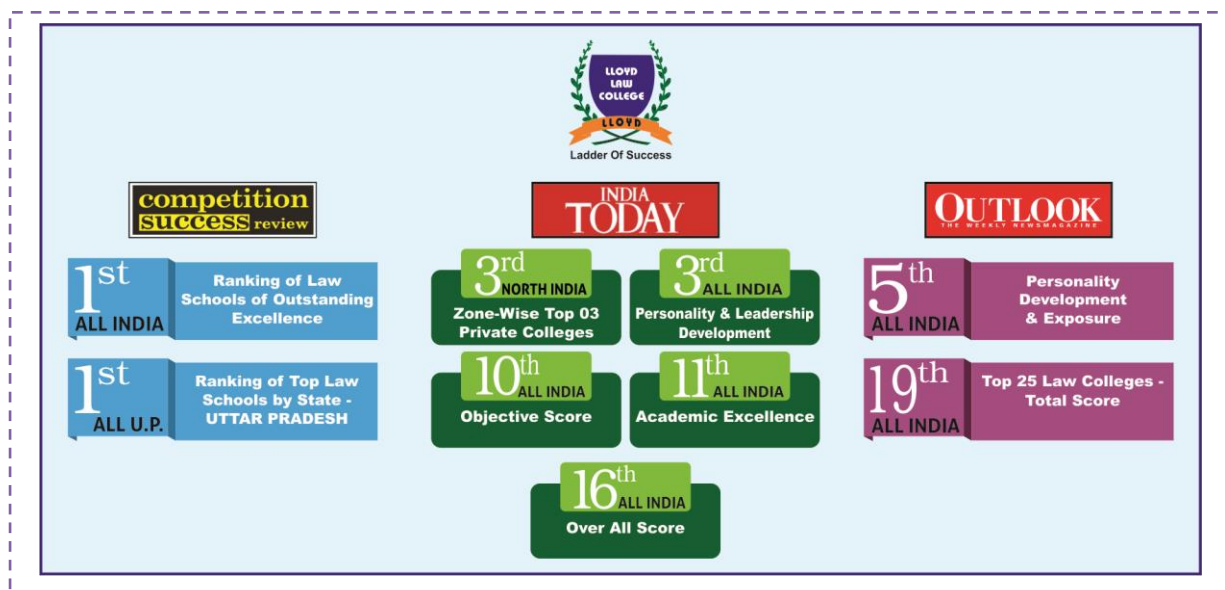 LLOYD
LAW
COLLEGE
LLOYD
Ladder Of Success
competition
success review
1st
ALL INDIA
Ranking of Law
Schools of Outstanding
Excellence
1st
ALL U.P.
Ranking of Top Law
Schools by State -
UTTAR PRADESH
INDIA
TODAY
3rd
NORTH INDIA
Zone-Wise Top 03
Private Colleges
3rd
ALL INDIA
Personality & Leadership
Development
10th
ALL INDIA
Objective Score
11th
ALL INDIA
Academic Excellence
16th
ALL INDIA
Over All Score
OUTLOOK
THE WEEKLY NEWSMAGAZINE
5th
ALL INDIA
Personality
Development
& Exposure
19th
ALL INDIA
Top 25 Law Colleges -
Total Score